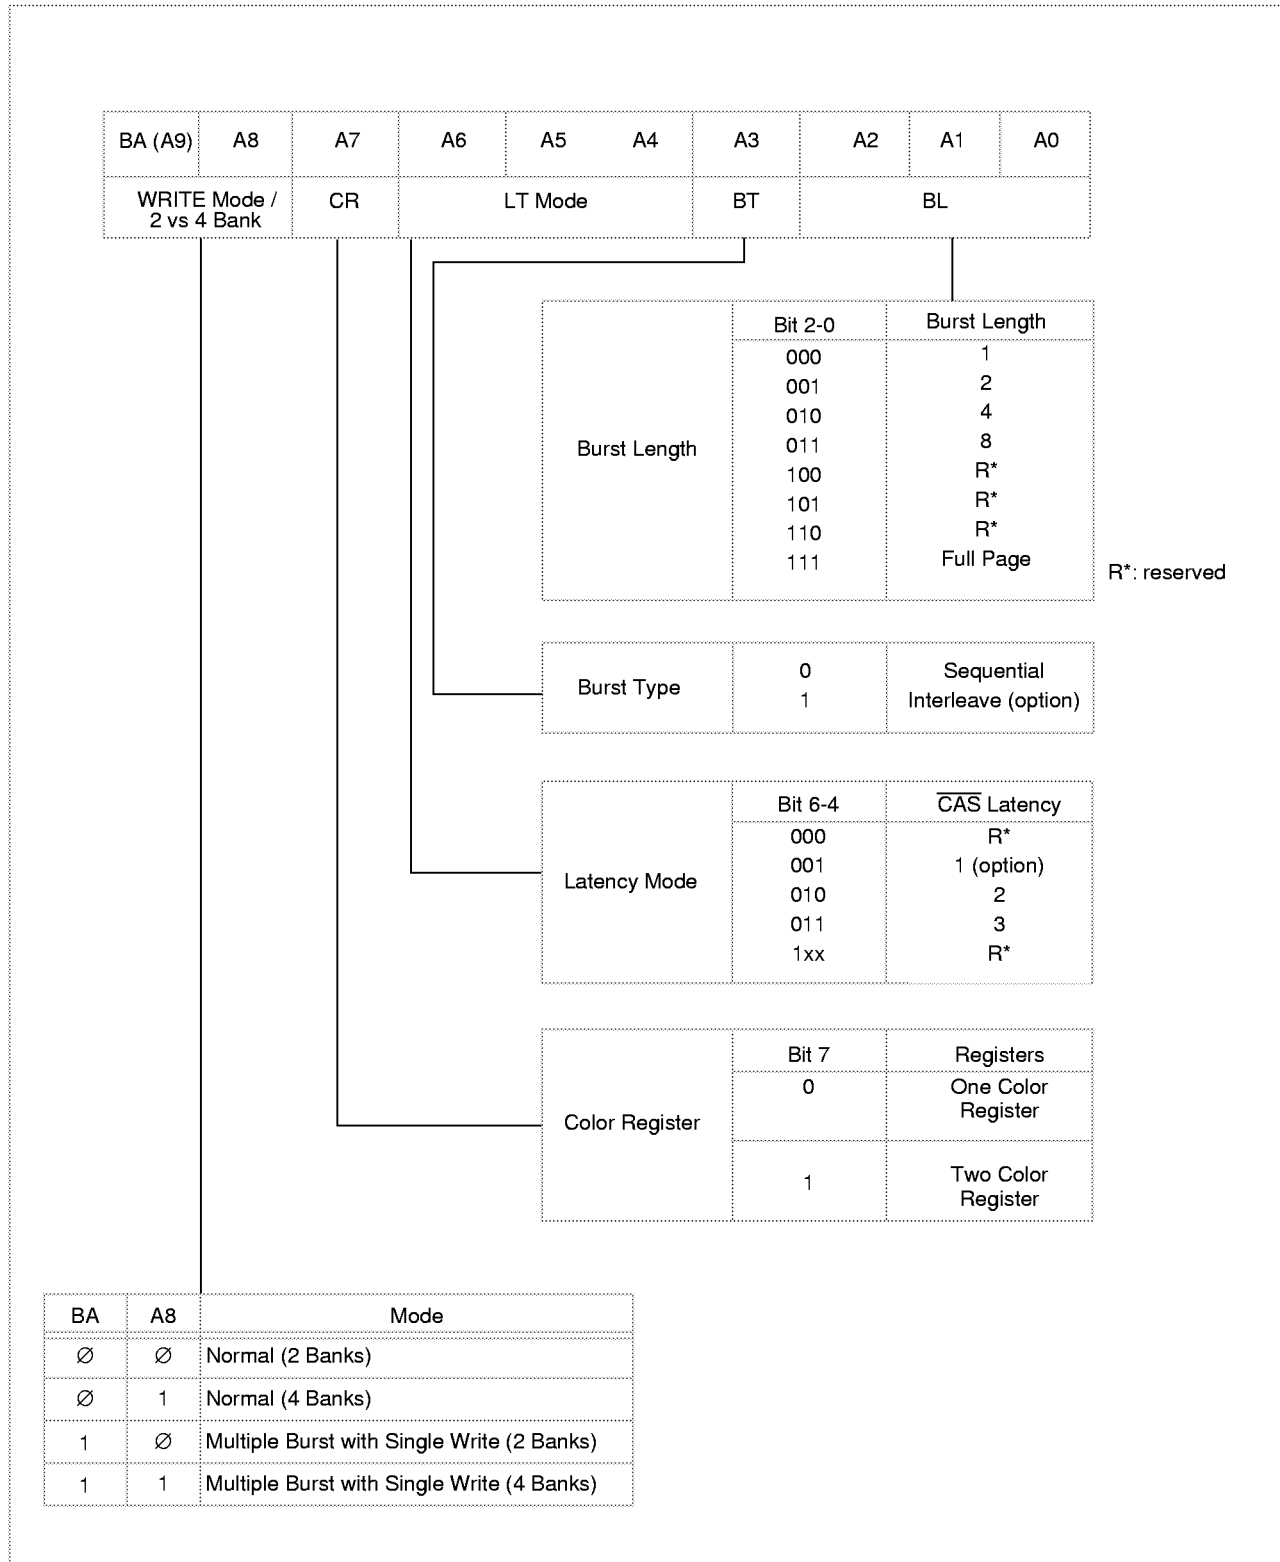 BA (A9) A8 A7 A6 A5 A4 A3 A2 A1 A0
WRITE Mode /
2 vs 4 Bank
CR LT Mode BT BL
Burst Length
Bit 2-0 Burst Length
000 1
001 2
010 4
011 8
100 R*
101 R*
110 R*
111 Full Page
R*: reserved
Burst Type
0 Sequential
1 Interleave (option)
Latency Mode
Bit 6-4 C̅A̅S̅ Latency
000 R*
001 1 (option)
010 2
011 3
1xx R*
Color Register
Bit 7 Registers
0 One Color
Register
1 Two Color
Register
BA A8 Mode
∅ ∅ Normal (2 Banks)
∅ 1 Normal (4 Banks)
1 ∅ Multiple Burst with Single Write (2 Banks)
1 1 Multiple Burst with Single Write (4 Banks)